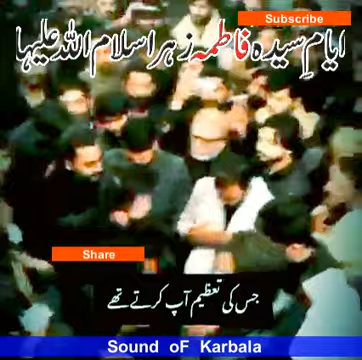 Subscribe
ایامِ سیدہ فاطمہ زہرا سلام اللہ علیہا
Share
جس کی تعظیم آپ کرتے تھے
Sound oF Karbala